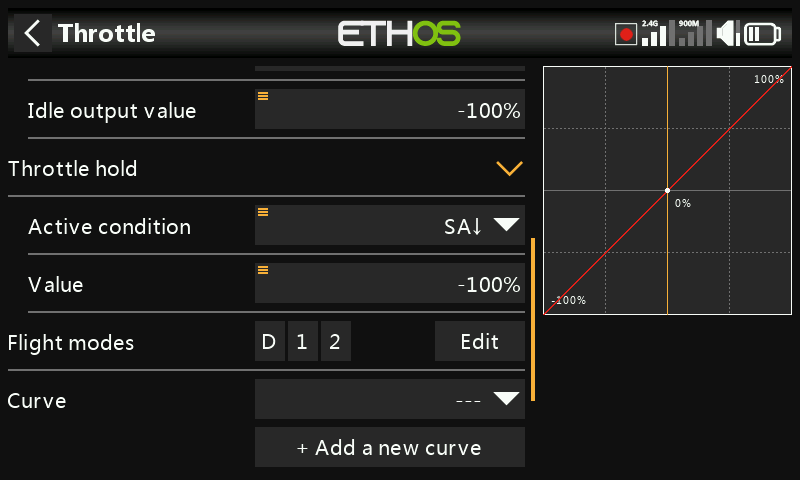 Throttle
ETHOS
2.4G
900M
Idle output value
-100%
Throttle hold
Active condition
SA↓
Value
-100%
Flight modes
D 1 2
Edit
Curve
---
+ Add a new curve
100%
0%
-100%